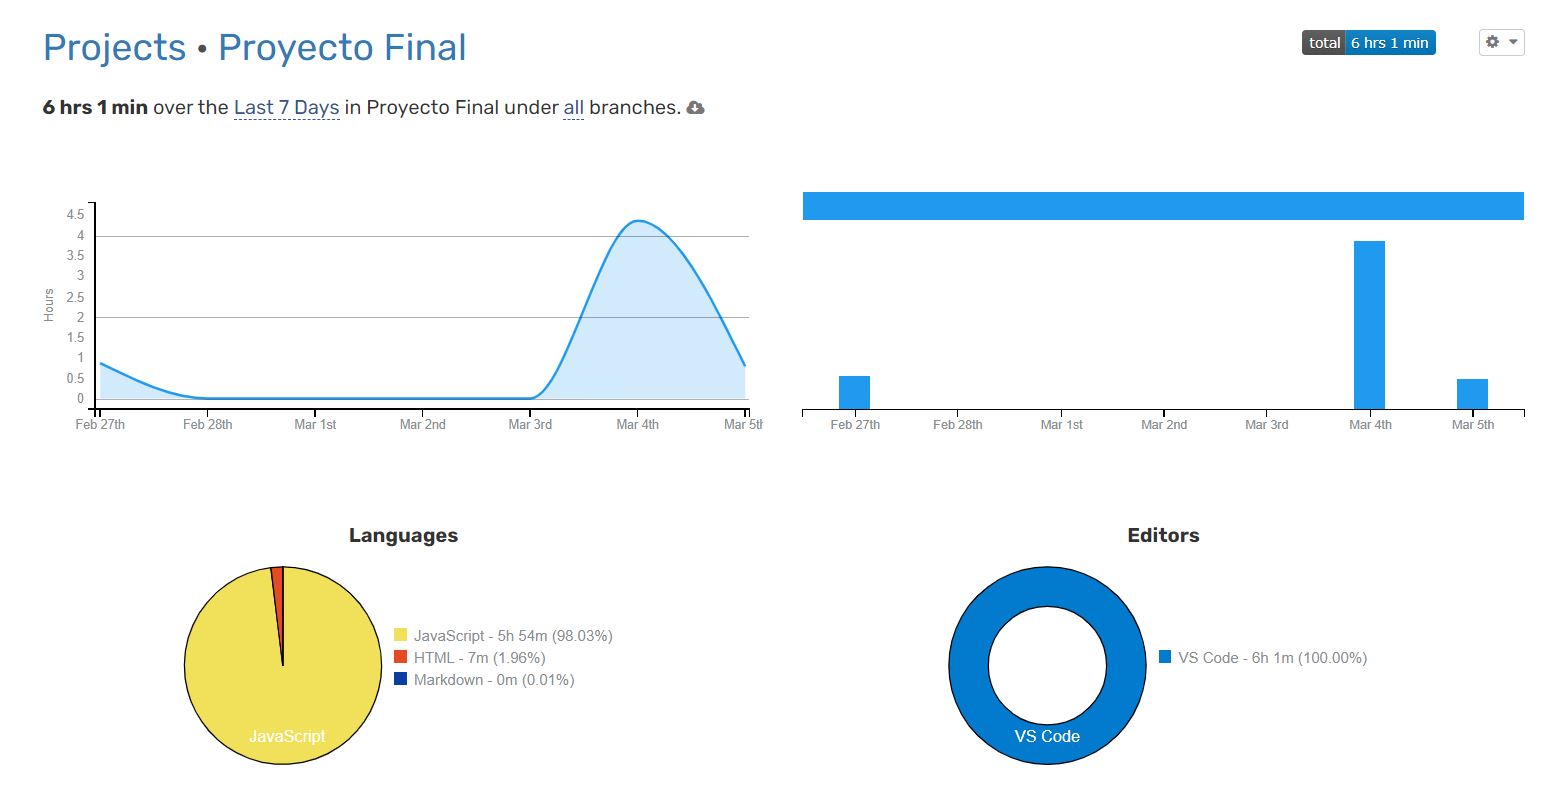 Projects • Proyecto Final
total 6 hrs 1 min
6 hrs 1 min over the Last 7 Days in Proyecto Final under all branches.
Hours
4.5
4
3.5
3
2.5
2
1.5
1
0.5
0
Feb 27th Feb 28th Mar 1st Mar 2nd Mar 3rd Mar 4th Mar 5th
Feb 27th Feb 28th Mar 1st Mar 2nd Mar 3rd Mar 4th Mar 5th
Languages
JavaScript - 5h 54m (98.03%)
HTML - 7m (1.96%)
Markdown - 0m (0.01%)
JavaScript
Editors
VS Code - 6h 1m (100.00%)
VS Code